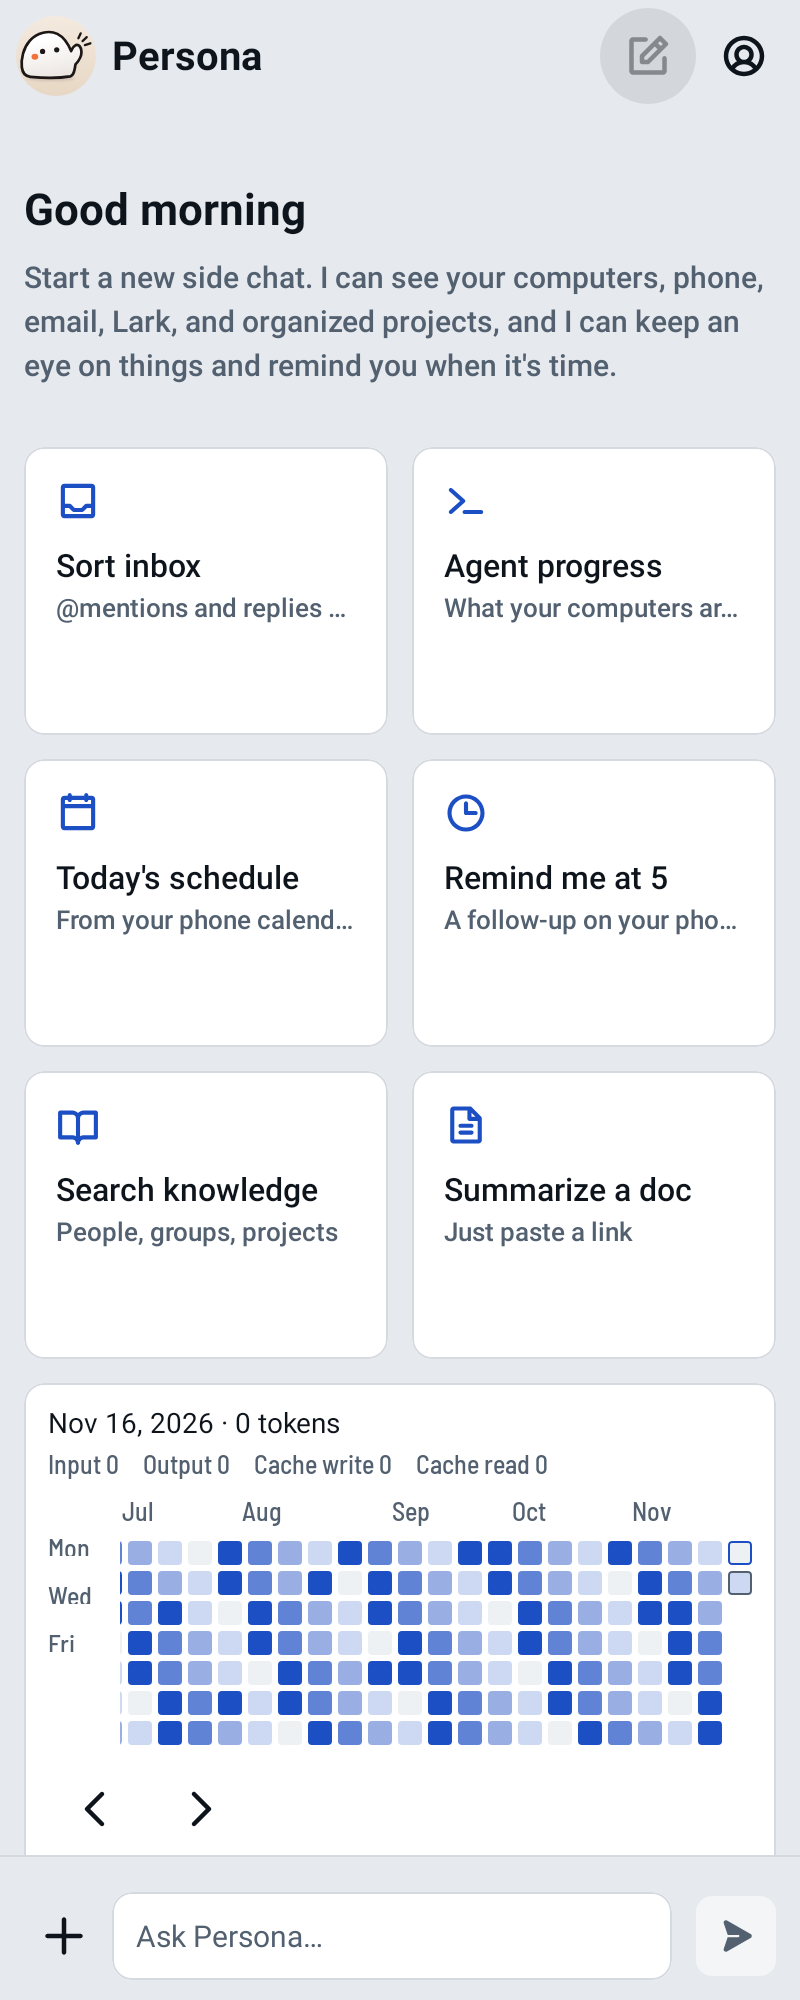 Persona
Good morning
Start a new side chat. I can see your computers, phone,
email, Lark, and organized projects, and I can keep an
eye on things and remind you when it's time.
Sort inbox
@mentions and replies ...
Agent progress
What your computers ar...
Today's schedule
From your phone calend...
Remind me at 5
A follow-up on your pho...
Search knowledge
People, groups, projects
Summarize a doc
Just paste a link
Nov 16, 2026 · 0 tokens
Input 0 Output 0 Cache write 0 Cache read 0
Jul Aug Sep Oct Nov
Mon
Wed
Fri
Ask Persona...